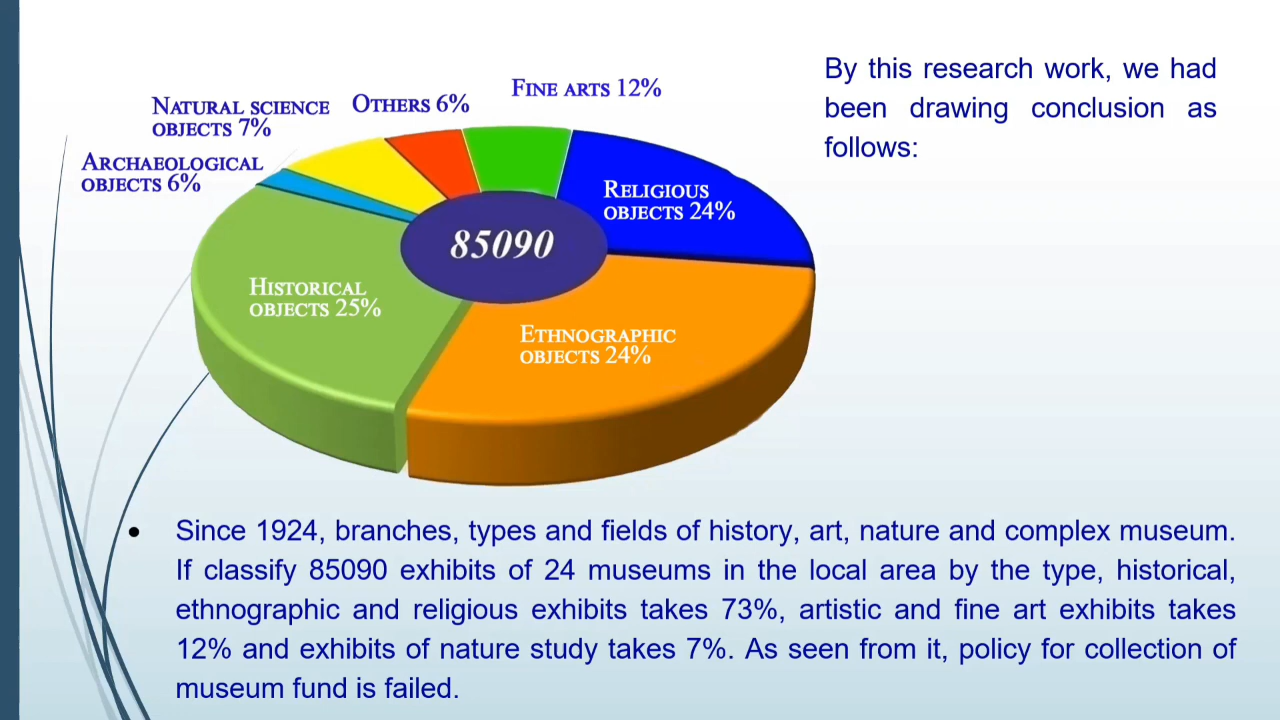 By this research work, we had
been drawing conclusion as
follows:
FINE ARTS 12%
OTHERS 6%
NATURAL SCIENCE
OBJECTS 7%
ARCHAEOLOGICAL
OBJECTS 6%
RELIGIOUS
OBJECTS 24%
85090
HISTORICAL
OBJECTS 25%
ETHNOGRAPHIC
OBJECTS 24%
• Since 1924, branches, types and fields of history, art, nature and complex museum.
If classify 85090 exhibits of 24 museums in the local area by the type, historical,
ethnographic and religious exhibits takes 73%, artistic and fine art exhibits takes
12% and exhibits of nature study takes 7%. As seen from it, policy for collection of
museum fund is failed.